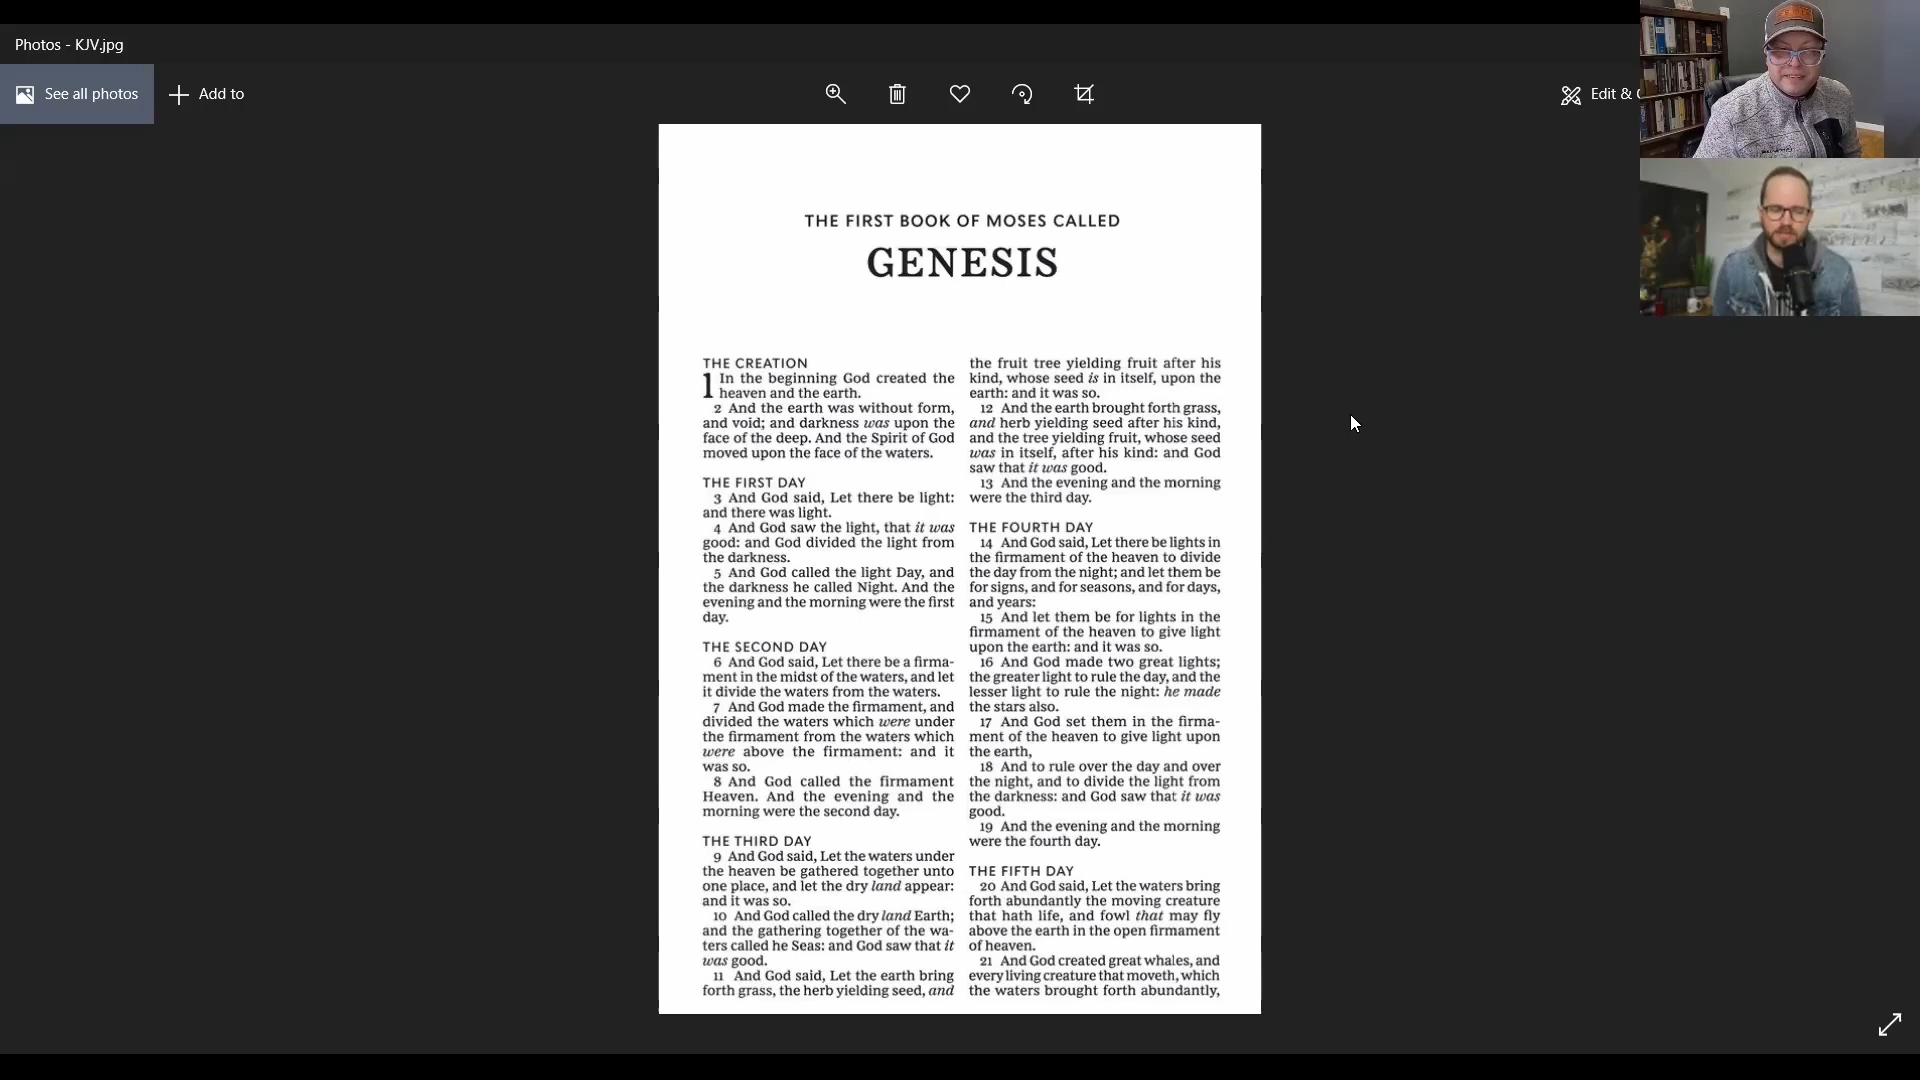 Photos - KJV.jpg
See all photos
Add to
Edit &
THE FIRST BOOK OF MOSES CALLED
GENESIS
THE CREATION
1 In the beginning God created the
heaven and the earth.
2 And the earth was without form,
and void; and darkness was upon the
face of the deep. And the Spirit of God
moved upon the face of the waters.
THE FIRST DAY
3 And God said, Let there be light:
and there was light.
4 And God saw the light, that it was
good: and God divided the light from
the darkness.
5 And God called the light Day, and
the darkness he called Night. And the
evening and the morning were the first
day.
THE SECOND DAY
6 And God said, Let there be a firma-
ment in the midst of the waters, and let
it divide the waters from the waters.
7 And God made the firmament, and
divided the waters which were under
the firmament from the waters which
were above the firmament: and it
was so.
8 And God called the firmament
Heaven. And the evening and the
morning were the second day.
THE THIRD DAY
9 And God said, Let the waters under
the heaven be gathered together unto
one place, and let the dry land appear:
and it was so.
10 And God called the dry land Earth;
and the gathering together of the wa-
ters called he Seas: and God saw that it
was good.
11 And God said, Let the earth bring
forth grass, the herb yielding seed, and
the fruit tree yielding fruit after his
kind, whose seed is in itself, upon the
earth: and it was so.
12 And the earth brought forth grass,
and herb yielding seed after his kind,
and the tree yielding fruit, whose seed
was in itself, after his kind: and God
saw that it was good.
13 And the evening and the morning
were the third day.
THE FOURTH DAY
14 And God said, Let there be lights in
the firmament of the heaven to divide
the day from the night; and let them be
for signs, and for seasons, and for days,
and years:
15 And let them be for lights in the
firmament of the heaven to give light
upon the earth: and it was so.
16 And God made two great lights;
the greater light to rule the day, and the
lesser light to rule the night: he made
the stars also.
17 And God set them in the firma-
ment of the heaven to give light upon
the earth,
18 And to rule over the day and over
the night, and to divide the light from
the darkness: and God saw that it was
good.
19 And the evening and the morning
were the fourth day.
THE FIFTH DAY
20 And God said, Let the waters bring
forth abundantly the moving creature
that hath life, and fowl that may fly
above the earth in the open firmament
of heaven.
21 And God created great whales, and
every living creature that moveth, which
the waters brought forth abundantly,